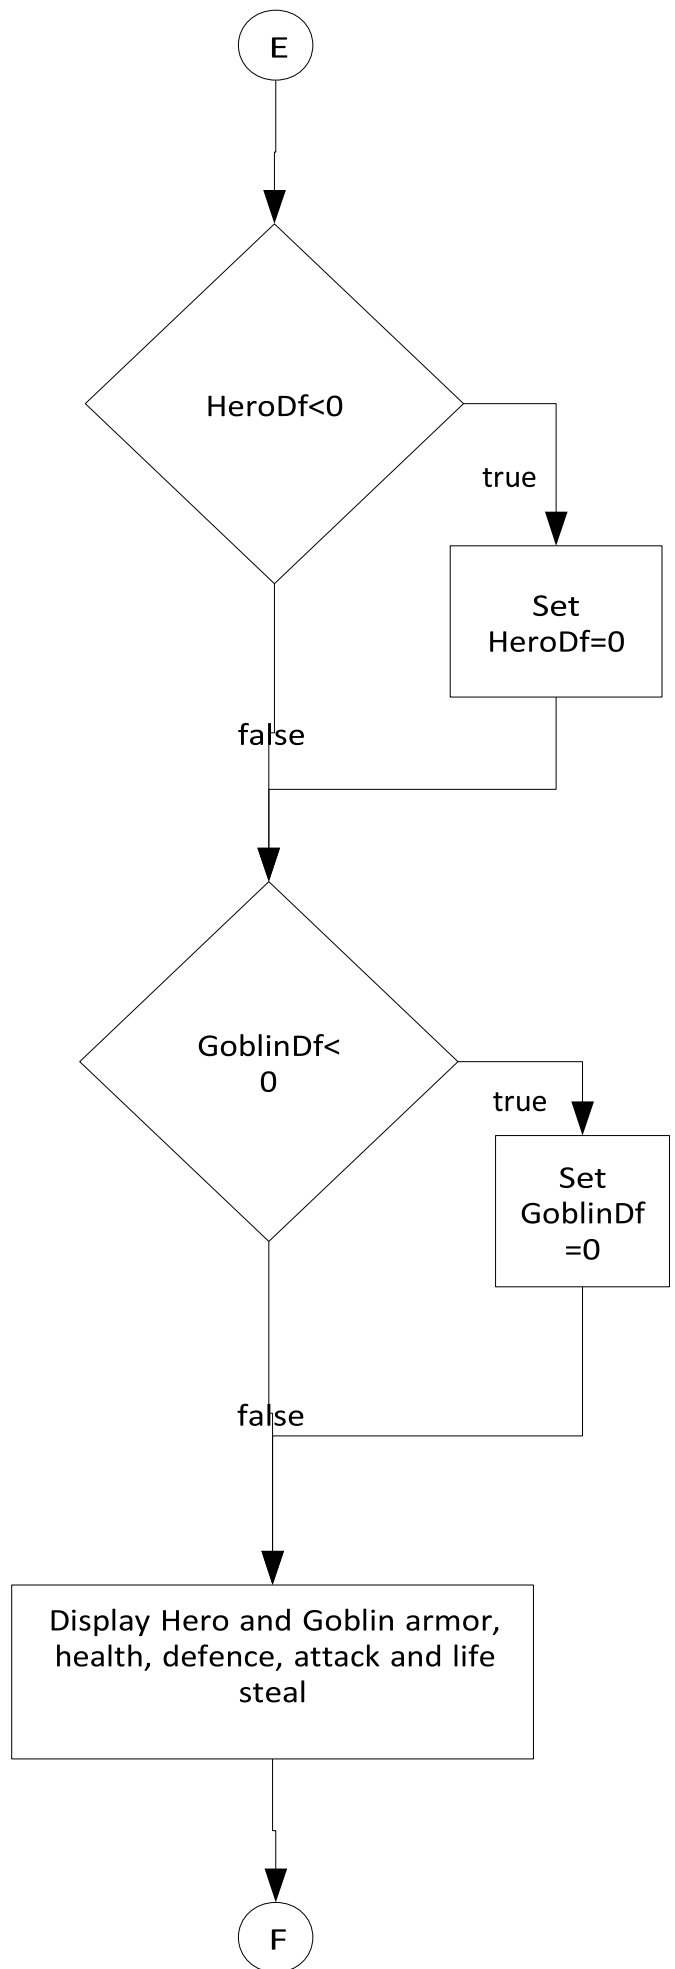 E
HeroDf<0
true
Set
HeroDf=0
false
GoblinDf<
0
true
Set
GoblinDf
=0
false
Display Hero and Goblin armor,
health, defence, attack and life
steal
F